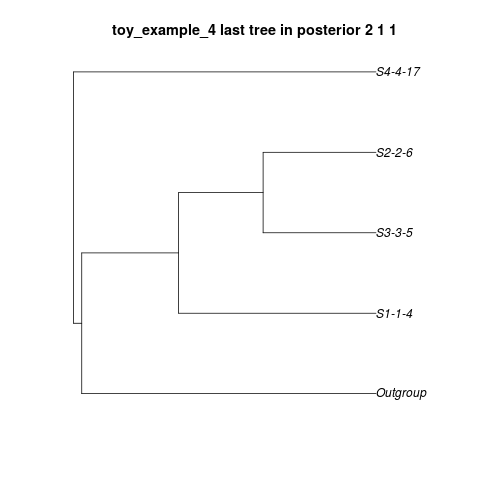 toy_example_4 last tree in posterior 2 1 1
S4-4-17
S2-2-6
S3-3-5
S1-1-4
Outgroup